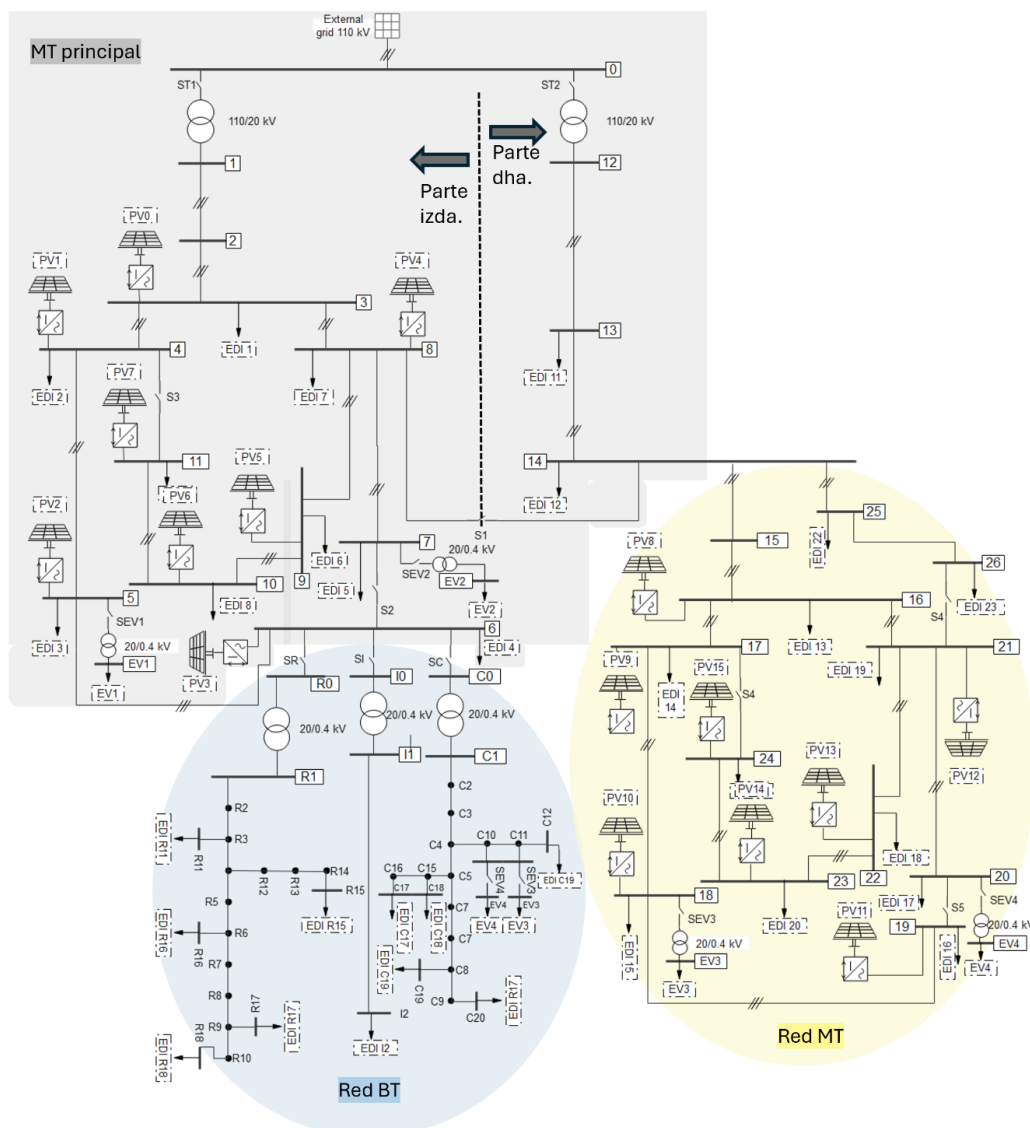 External
grid 110 kV
MT principal
0
ST1
ST2
110/20 kV
110/20 kV
Parte
dha.
Parte
izda.
1
12
PV0
2
PV1
PV4
3
13
4
EDI 1
8
EDI 2
PV7
S3
EDI 7
EDI 11
11
PV5
14
PV6
EDI 12
PV2
S1
25
20/0.4 kV
7
15
EDI 22
PV8
EDI 6
SEV2
EV2
26
10
9
EDI 5
5
EDI 8
EV2
16
EDI 23
S2
SEV1
S4
EDI 3
6
EDI 13
20/0.4 kV
EDI 4
17
21
PV3
SR
SI
SC
PV9
PV15
EDI 19
EV1
R0
I0
C0
EDI
14
S4
EV1
20/0.4 kV
20/0.4 kV
20/0.4 kV
I1
C1
24
PV13
PV12
R1
PV10
PV14
C2
R2
C3
C12
EDI
R11
R3
C4
C10
C11
EDI 18
R11
C16
C15
EDI C19
R14
C5
SEV4
SEV3
R12
R13
C17
C18
23
22
20
R15
EV4
EV3
18
EDI 17
SEV4
R5
C7
PV11
EDI R15
EV4
EV3
SEV3
EDI 20
S5
EDI
R16
R6
EDI
C17
EDI
C18
19
20/0.4 kV
R16
C7
EDI 15
20/0.4 kV
EDI 16
EV4
R7
EDI
C19
C8
EV3
EV4
C19
R8
C9
EDI
R17
EV3
R17
C20
I2
R9
EDI
R17
R18
EDI
R18
R10
EDI I2
Red MT
Red BT